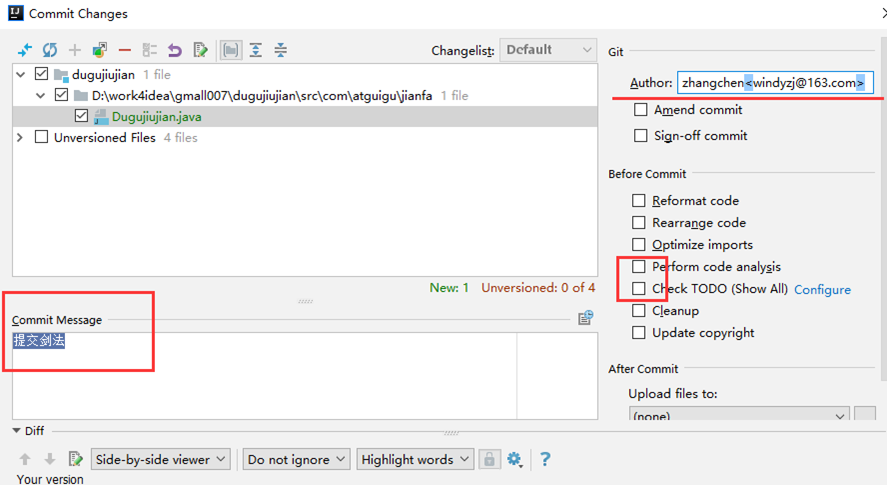 Commit Changes
Changelist: Default
dugujiujian 1 file
D:\work4idea\gmall007\dugujiujian\src\com\atguigu\jianfa 1 file
Dugujiujian.java
Unversioned Files 4 files
New: 1 Unversioned: 0 of 4
Commit Message
提交剑法
Git
Author: zhangchen<windyzj@163.com>
Amend commit
Sign-off commit
Before Commit
Reformat code
Rearrange code
Optimize imports
Perform code analysis
Check TODO (Show All) Configure
Cleanup
Update copyright
After Commit
Upload files to:
(none)
Diff
Side-by-side viewer Do not ignore Highlight words ?
Your version